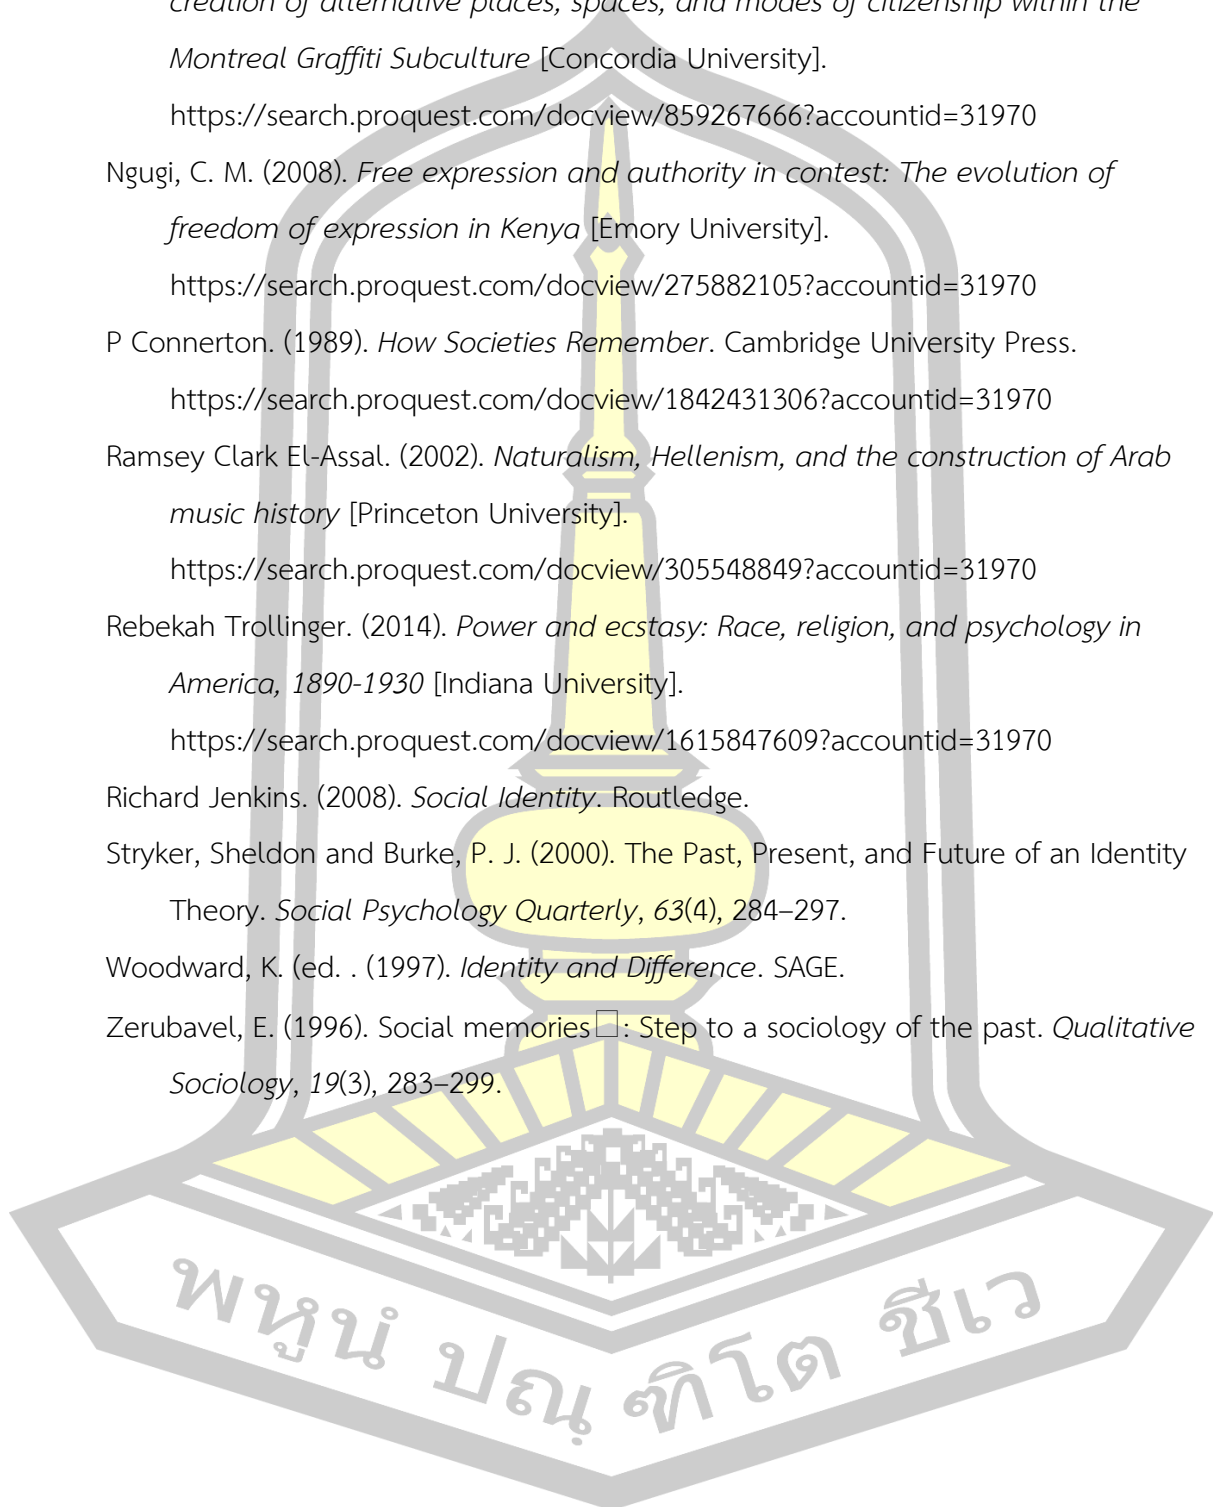 creation of alternative places, spaces, and modes of citizenship within the
Montreal Graffiti Subculture [Concordia University].
https://search.proquest.com/docview/859267666?accountid=31970
Ngugi, C. M. (2008). Free expression and authority in contest: The evolution of
freedom of expression in Kenya [Emory University].
https://search.proquest.com/docview/275882105?accountid=31970
P Connerton. (1989). How Societies Remember. Cambridge University Press.
https://search.proquest.com/docview/1842431306?accountid=31970
Ramsey Clark El-Assal. (2002). Naturalism, Hellenism, and the construction of Arab
music history [Princeton University].
https://search.proquest.com/docview/305548849?accountid=31970
Rebekah Trollinger. (2014). Power and ecstasy: Race, religion, and psychology in
America, 1890-1930 [Indiana University].
https://search.proquest.com/docview/1615847609?accountid=31970
Richard Jenkins. (2008). Social Identity. Routledge.
Stryker, Sheldon and Burke, P. J. (2000). The Past, Present, and Future of an Identity
Theory. Social Psychology Quarterly, 63(4), 284–297.
Woodward, K. (ed. . (1997). Identity and Difference. SAGE.
Zerubavel, E. (1996). Social memories□: Step to a sociology of the past. Qualitative
Sociology, 19(3), 283–299.
พหูนํ ปณฺฑิโต ชีเว